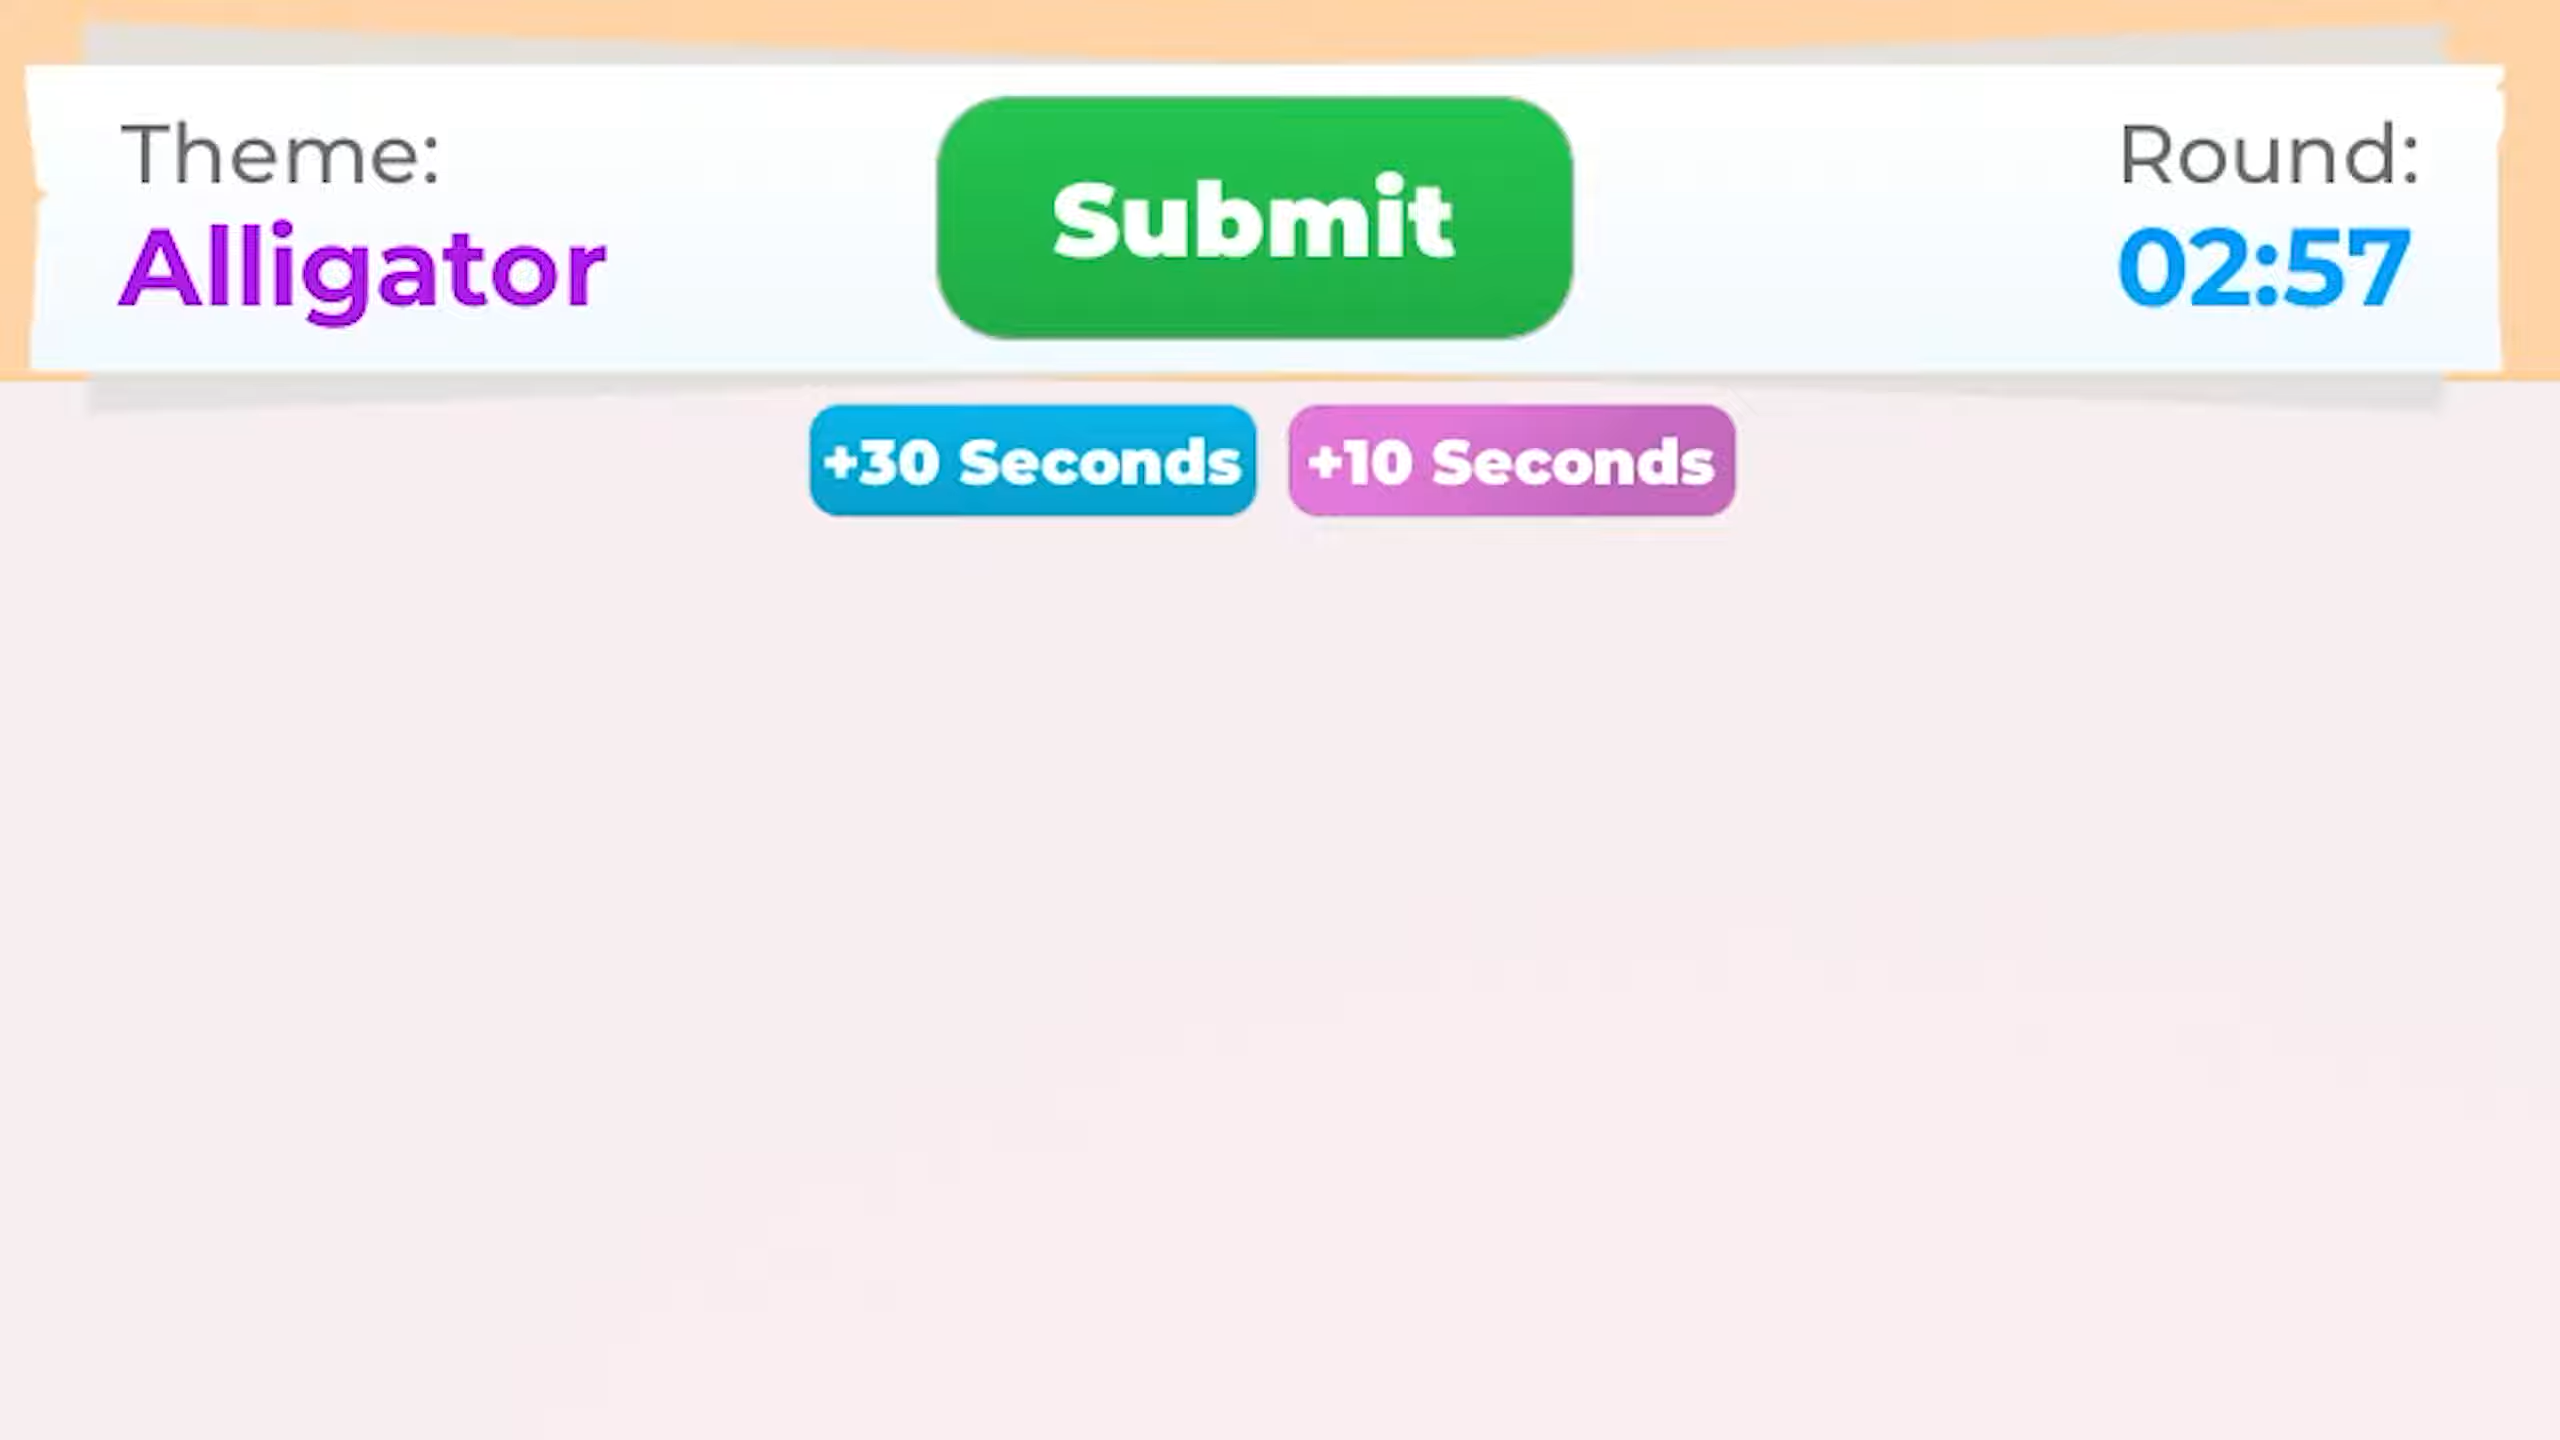 Theme:
Alligator
Submit
Round:
02:57
+30 Seconds
+10 Seconds